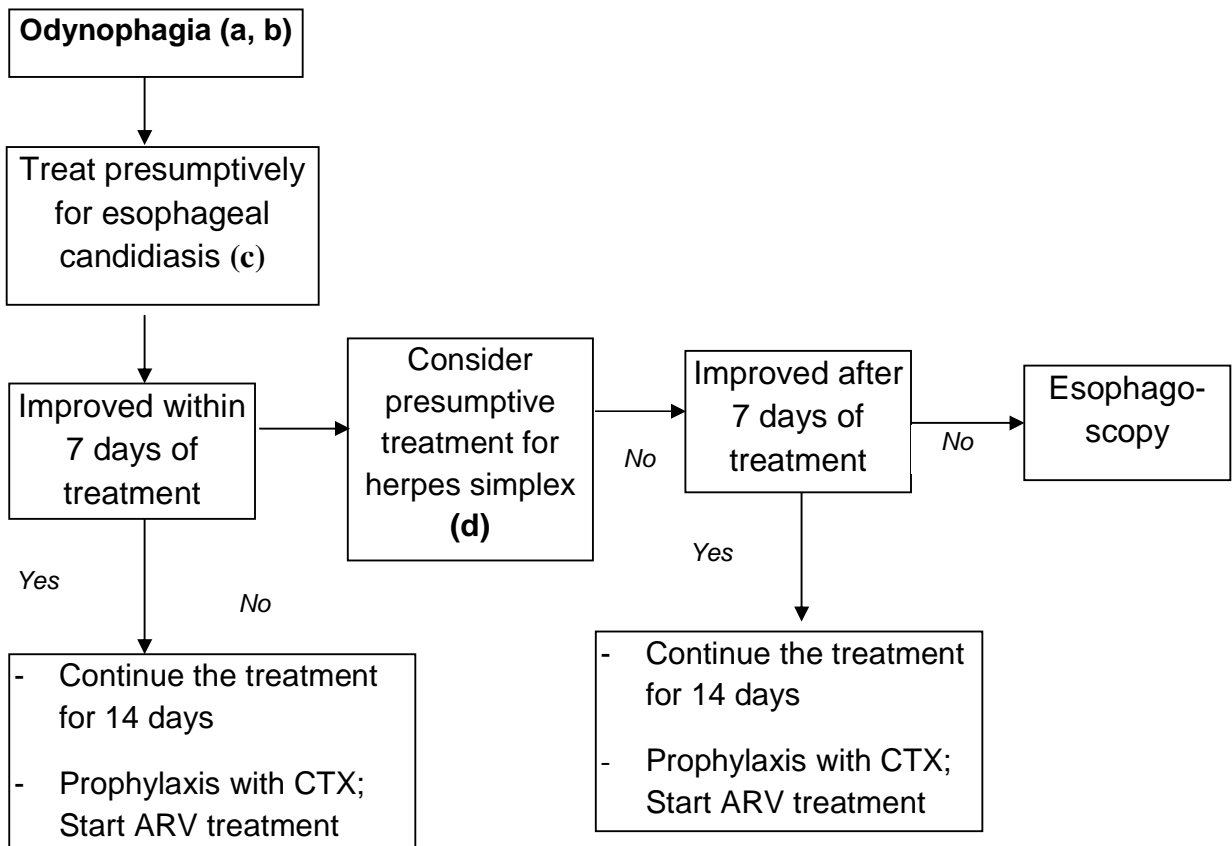 Odynophagia (a, b)
Treat presumptively
for esophageal
candidiasis (c)
Improved within
7 days of
treatment
Consider
presumptive
treatment for
herpes simplex
(d)
No
Improved after
7 days of
treatment
No
Esophago-
scopy
Yes
No
Yes
- Continue the treatment
for 14 days
- Prophylaxis with CTX;
Start ARV treatment
- Continue the treatment
for 14 days
- Prophylaxis with CTX;
Start ARV treatment